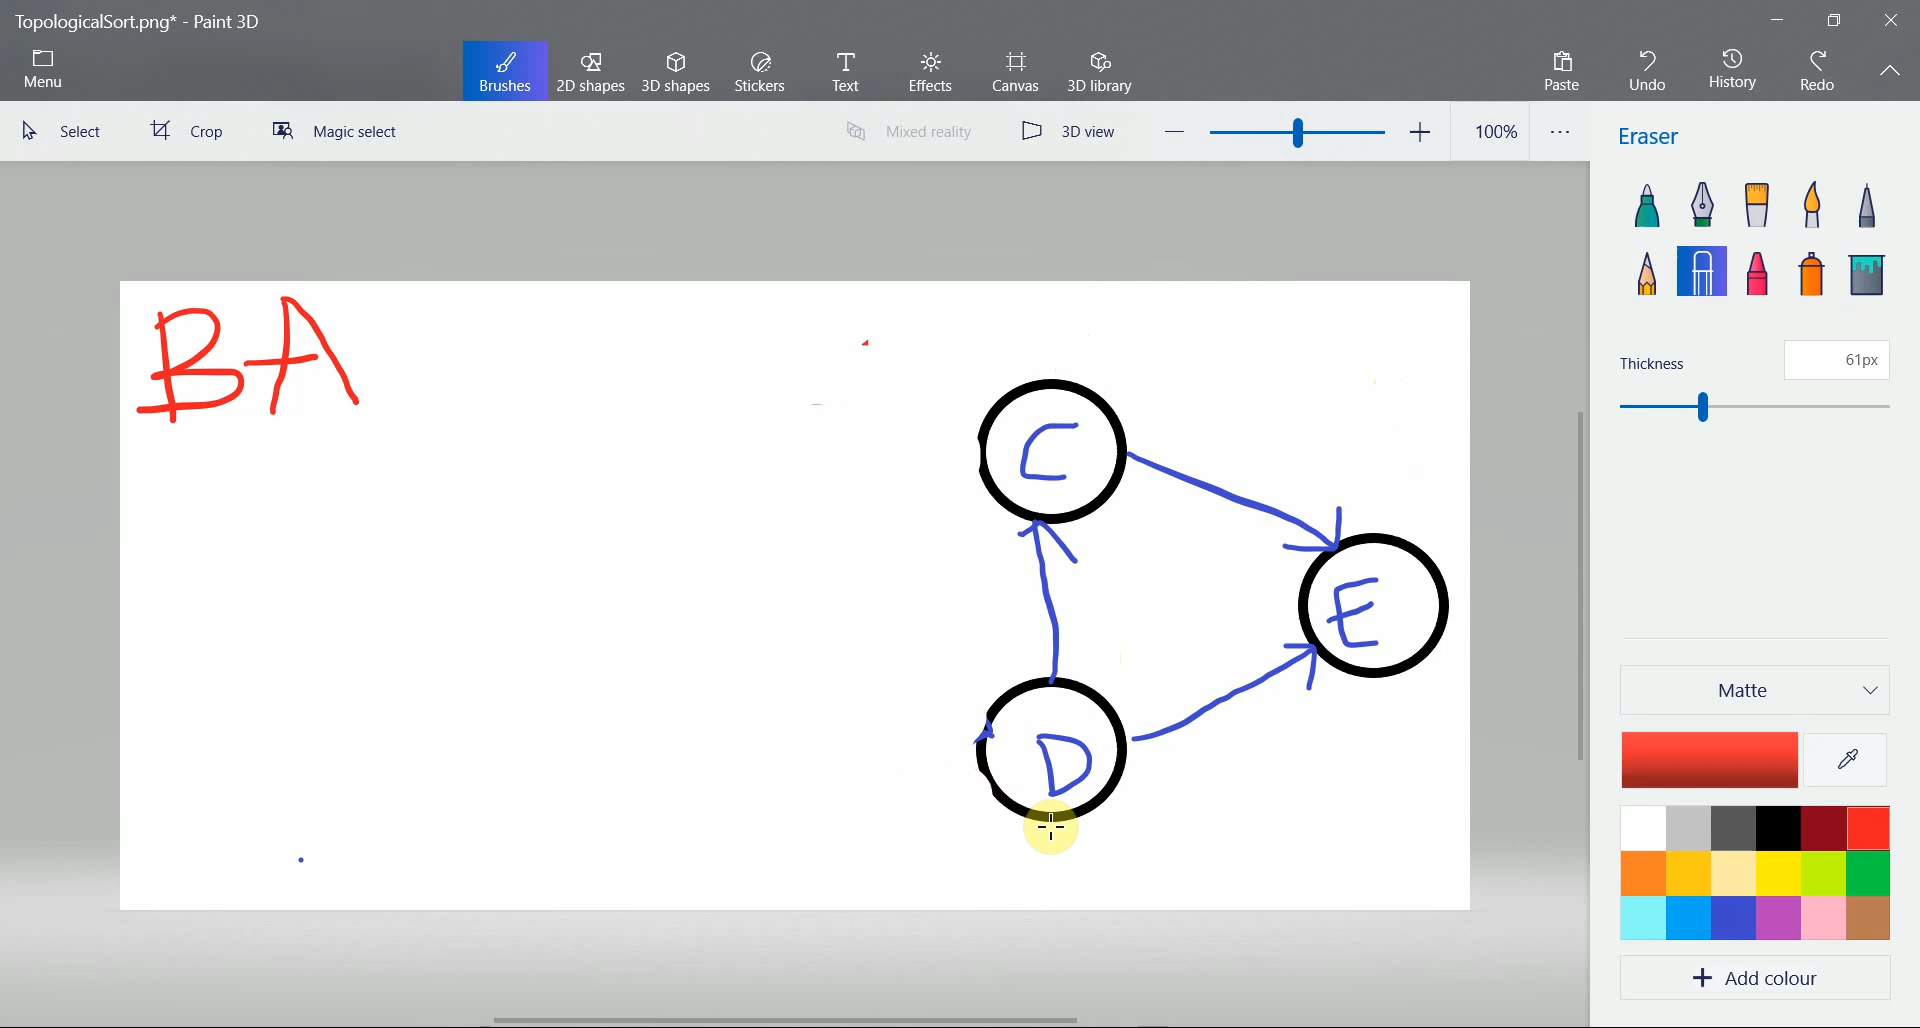 TopologicalSort.png* - Paint 3D
Menu
Brushes
2D shapes
3D shapes
Stickers
Text
Effects
Canvas
3D library
Paste
Undo
History
Redo
Select
Crop
Magic select
Mixed reality
3D view
100%
Eraser
Thickness
61px
BA
C
E
D
Matte
Add colour